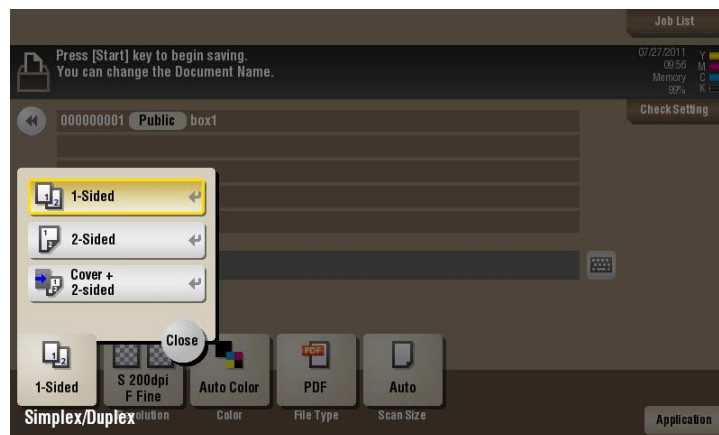 Job List
Press [Start] key to begin saving.
You can change the Document Name.
07/27/2011
09:56
Memory
99%
Y
M
C
K
Check Setting
000000001 Public box1
1-Sided
2-Sided
Cover +
2-sided
Close
1-Sided
S 200dpi
F Fine
Auto Color
PDF
PDF
Auto
Simplex/Duplex
olution
Color
File Type
Scan Size
Application